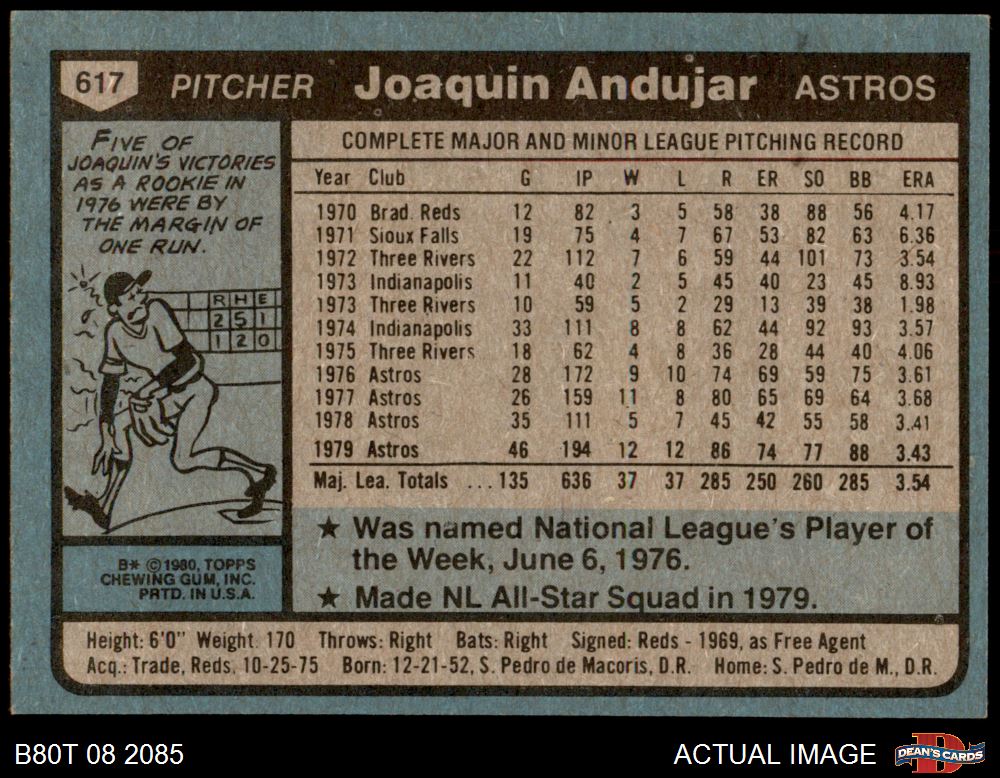 617 PITCHER Joaquin Andujar ASTROS
FIVE OF
JOAQUIN'S VICTORIES
AS A ROOKIE IN
1976 WERE BY
THE MARGIN OF
ONE RUN.
R H E
2 5 1
1 2 0
B* © 1980, TOPPS
CHEWING GUM, INC.
PRTD. IN U.S.A.
COMPLETE MAJOR AND MINOR LEAGUE PITCHING RECORD
Year Club G IP W L R ER SO BB ERA
1970 Brad. Reds 12 82 3 5 58 38 88 56 4.17
1971 Sioux Falls 19 75 4 7 67 53 82 63 6.36
1972 Three Rivers 22 112 7 6 59 44 101 73 3.54
1973 Indianapolis 11 40 2 5 45 40 23 45 8.93
1973 Three Rivers 10 59 5 2 29 13 39 38 1.98
1974 Indianapolis 33 111 8 8 62 44 92 93 3.57
1975 Three Rivers 18 62 4 8 36 28 44 40 4.06
1976 Astros 28 172 9 10 74 69 59 75 3.61
1977 Astros 26 159 11 8 80 65 69 64 3.68
1978 Astros 35 111 5 7 45 42 55 58 3.41
1979 Astros 46 194 12 12 86 74 77 88 3.43
Maj. Lea. Totals ... 135 636 37 37 285 250 260 285 3.54
★ Was named National League's Player of
the Week, June 6, 1976.
★ Made NL All-Star Squad in 1979.
Height: 6'0" Weight 170 Throws: Right Bats: Right Signed: Reds - 1969, as Free Agent
Acq.: Trade, Reds, 10-25-75 Born: 12-21-52, S. Pedro de Macoris, D.R. Home: S. Pedro de M., D.R.
B80T 08 2085 ACTUAL IMAGE D DEAN'S CARDS